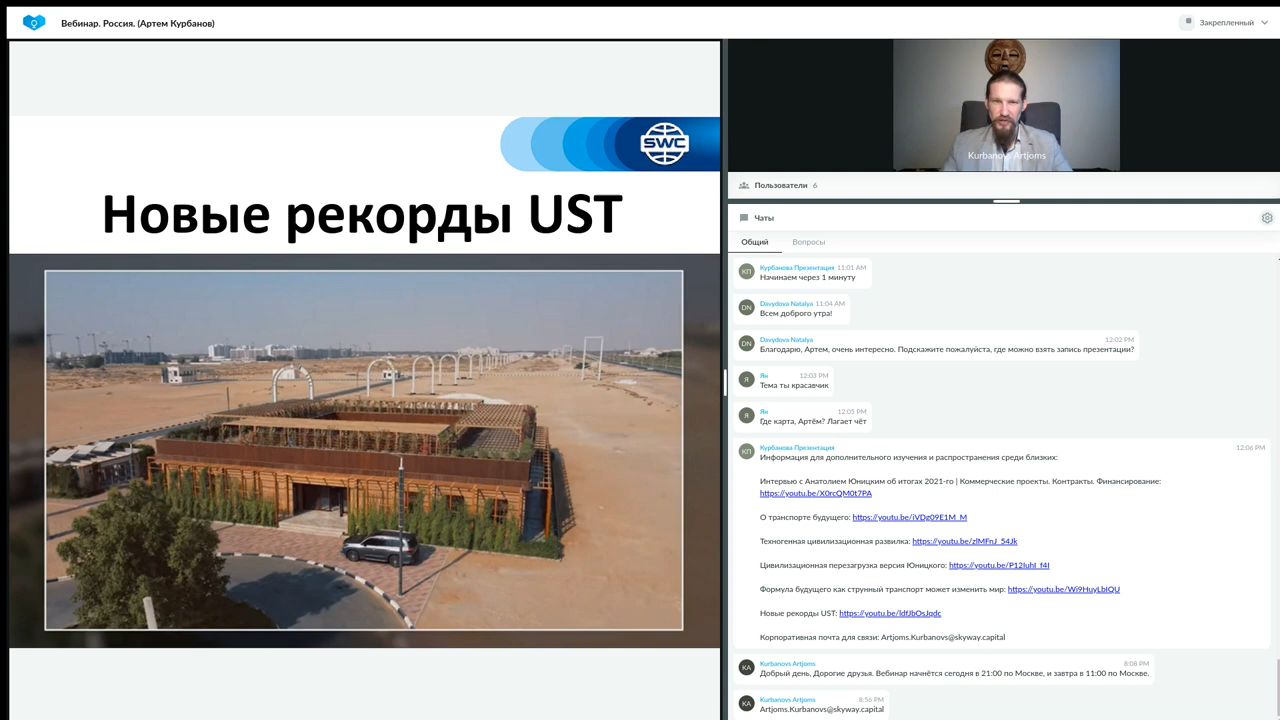 Вебинар. Россия. (Артем Курбанов)
Закрепленный
SWC
Новые рекорды UST
Kurbanovs Artjoms
Пользователи 6
Чаты
Общий Вопросы
КП
Курбанова Презентация 11:01 AM
Начинаем через 1 минуту
DN
Davydova Natalya 11:04 AM
Всем доброго утра!
DN
Davydova Natalya 12:02 PM
Благодарю, Артем, очень интересно. Подскажите пожалуйста, где можно взять запись презентации?
Я
Ян 12:03 PM
Тема ты красавчик
Я
Ян 12:05 PM
Где карта, Артём? Лагает чёт
КП
Курбанова Презентация 12:06 PM
Информация для дополнительного изучения и распространения среди близких:
Интервью с Анатолием Юницким об итогах 2021-го | Коммерческие проекты. Контракты. Финансирование:
https://youtu.be/X0rcQM0t7PA
О транспорте будущего: https://youtu.be/iVDg09E1M_M
Техногенная цивилизационная развилка: https://youtu.be/zlMFnJ_54Jk
Цивилизационная перезагрузка версия Юницкого: https://youtu.be/P12IuhI_f4I
Формула будущего как струнный транспорт может изменить мир: https://youtu.be/Wi9HuyLbIQU
Новые рекорды UST: https://youtu.be/ldfJbOsJqdc
Корпоративная почта для связи: Artjoms.Kurbanovs@skyway.capital
KA
Kurbanovs Artjoms 8:08 PM
Добрый день, Дорогие друзья. Вебинар начнётся сегодня в 21:00 по Москве, и завтра в 11:00 по Москве.
KA
Kurbanovs Artjoms 8:56 PM
Artjoms.Kurbanovs@skyway.capital